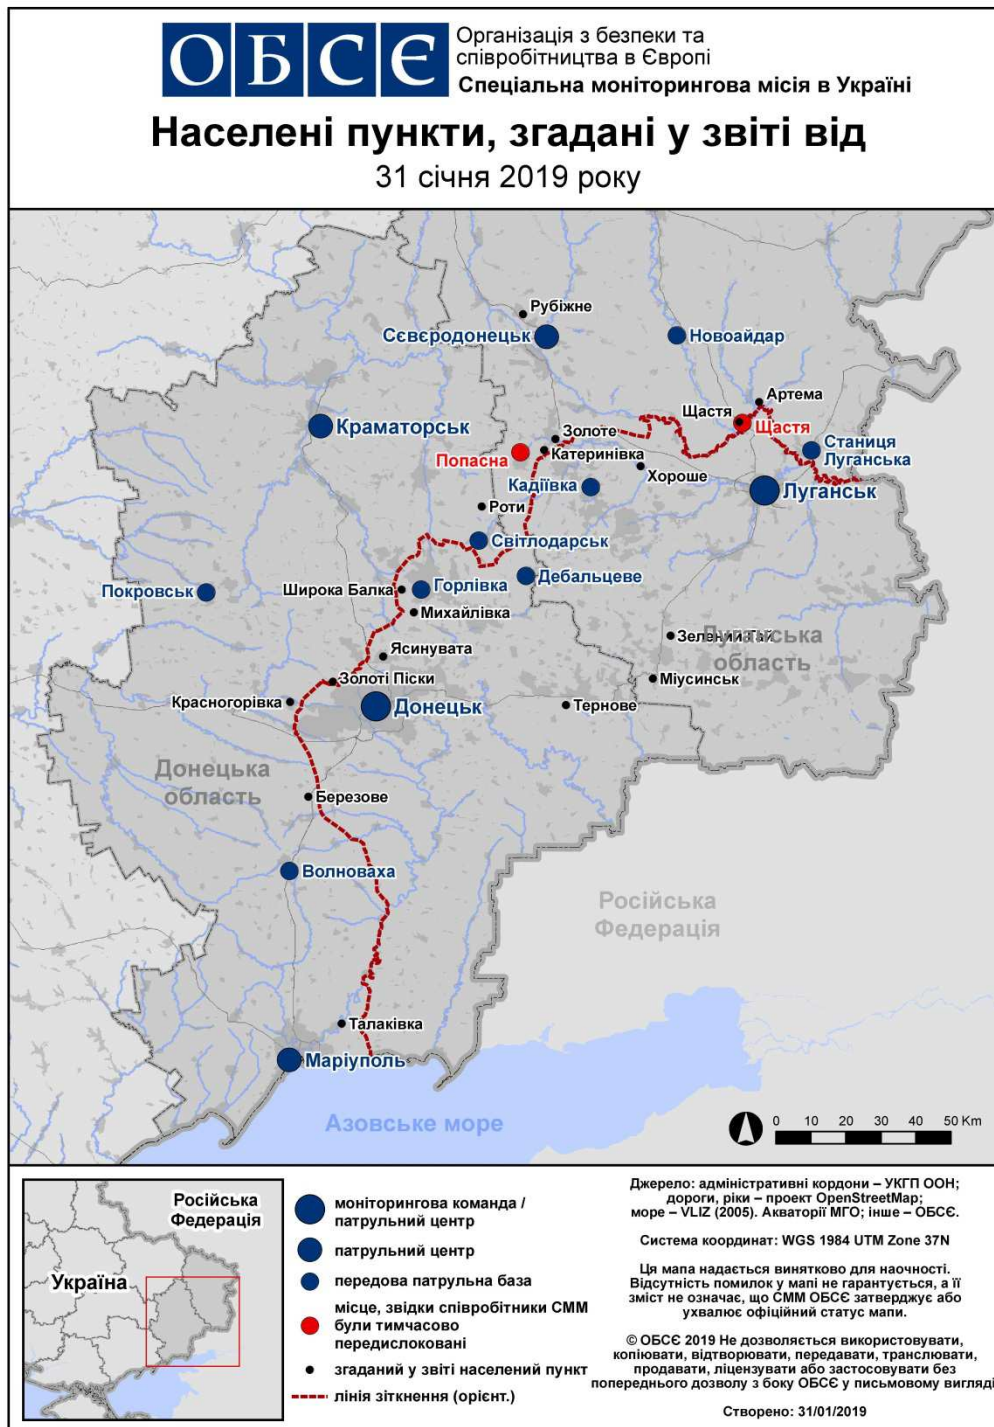 ОБСЄ
Організація з безпеки та
співробітництва в Європі
Спеціальна моніторингова місія в Україні
Населені пункти, згадані у звіті від
31 січня 2019 року
Рубіжне
Сєвєродонецьк
Новоайдар
Артема
Щастя
Щастя
Краматорськ
Золоте
Катеринівка
Станиця
Луганська
Попасна
Хороше
Кадіївка
Луганськ
Роти
Світлодарськ
Дебальцеве
Покровськ
Широка Балка
Горлівка
Михайлівка
Зелений Гай
Луганська
область
Ясинувата
Міусинськ
Золоті Піски
Красногорівка
Донецьк
Тернове
Донецька
область
Березове
Волноваха
Російська
Федерація
Талаківка
Маріуполь
Азовське море
0 10 20 30 40 50 Km
Російська
Федерація
Україна
моніторингова команда /
патрульний центр
патрульний центр
передова патрульна база
місце, звідки співробітники СММ
були тимчасово
передислоковані
згаданий у звіті населений пункт
лінія зіткнення (орієнт.)
Джерело: адміністративні кордони – УКГП ООН;
дороги, ріки – проект OpenStreetMap;
море – VLIZ (2005). Акваторії МГО; інше – ОБСЄ.
Система координат: WGS 1984 UTM Zone 37N
Ця мапа надається винятково для наочності.
Відсутність помилок у мапі не гарантується, а її
зміст не означає, що СММ ОБСЄ затверджує або
ухвалює офіційний статус мапи.
© ОБСЄ 2019 Не дозволяється використовувати,
копіювати, відтворювати, передавати, транслювати,
продавати, ліцензувати або застосовувати без
попереднього дозволу з боку ОБСЄ у письмовому вигляді
Створено: 31/01/2019